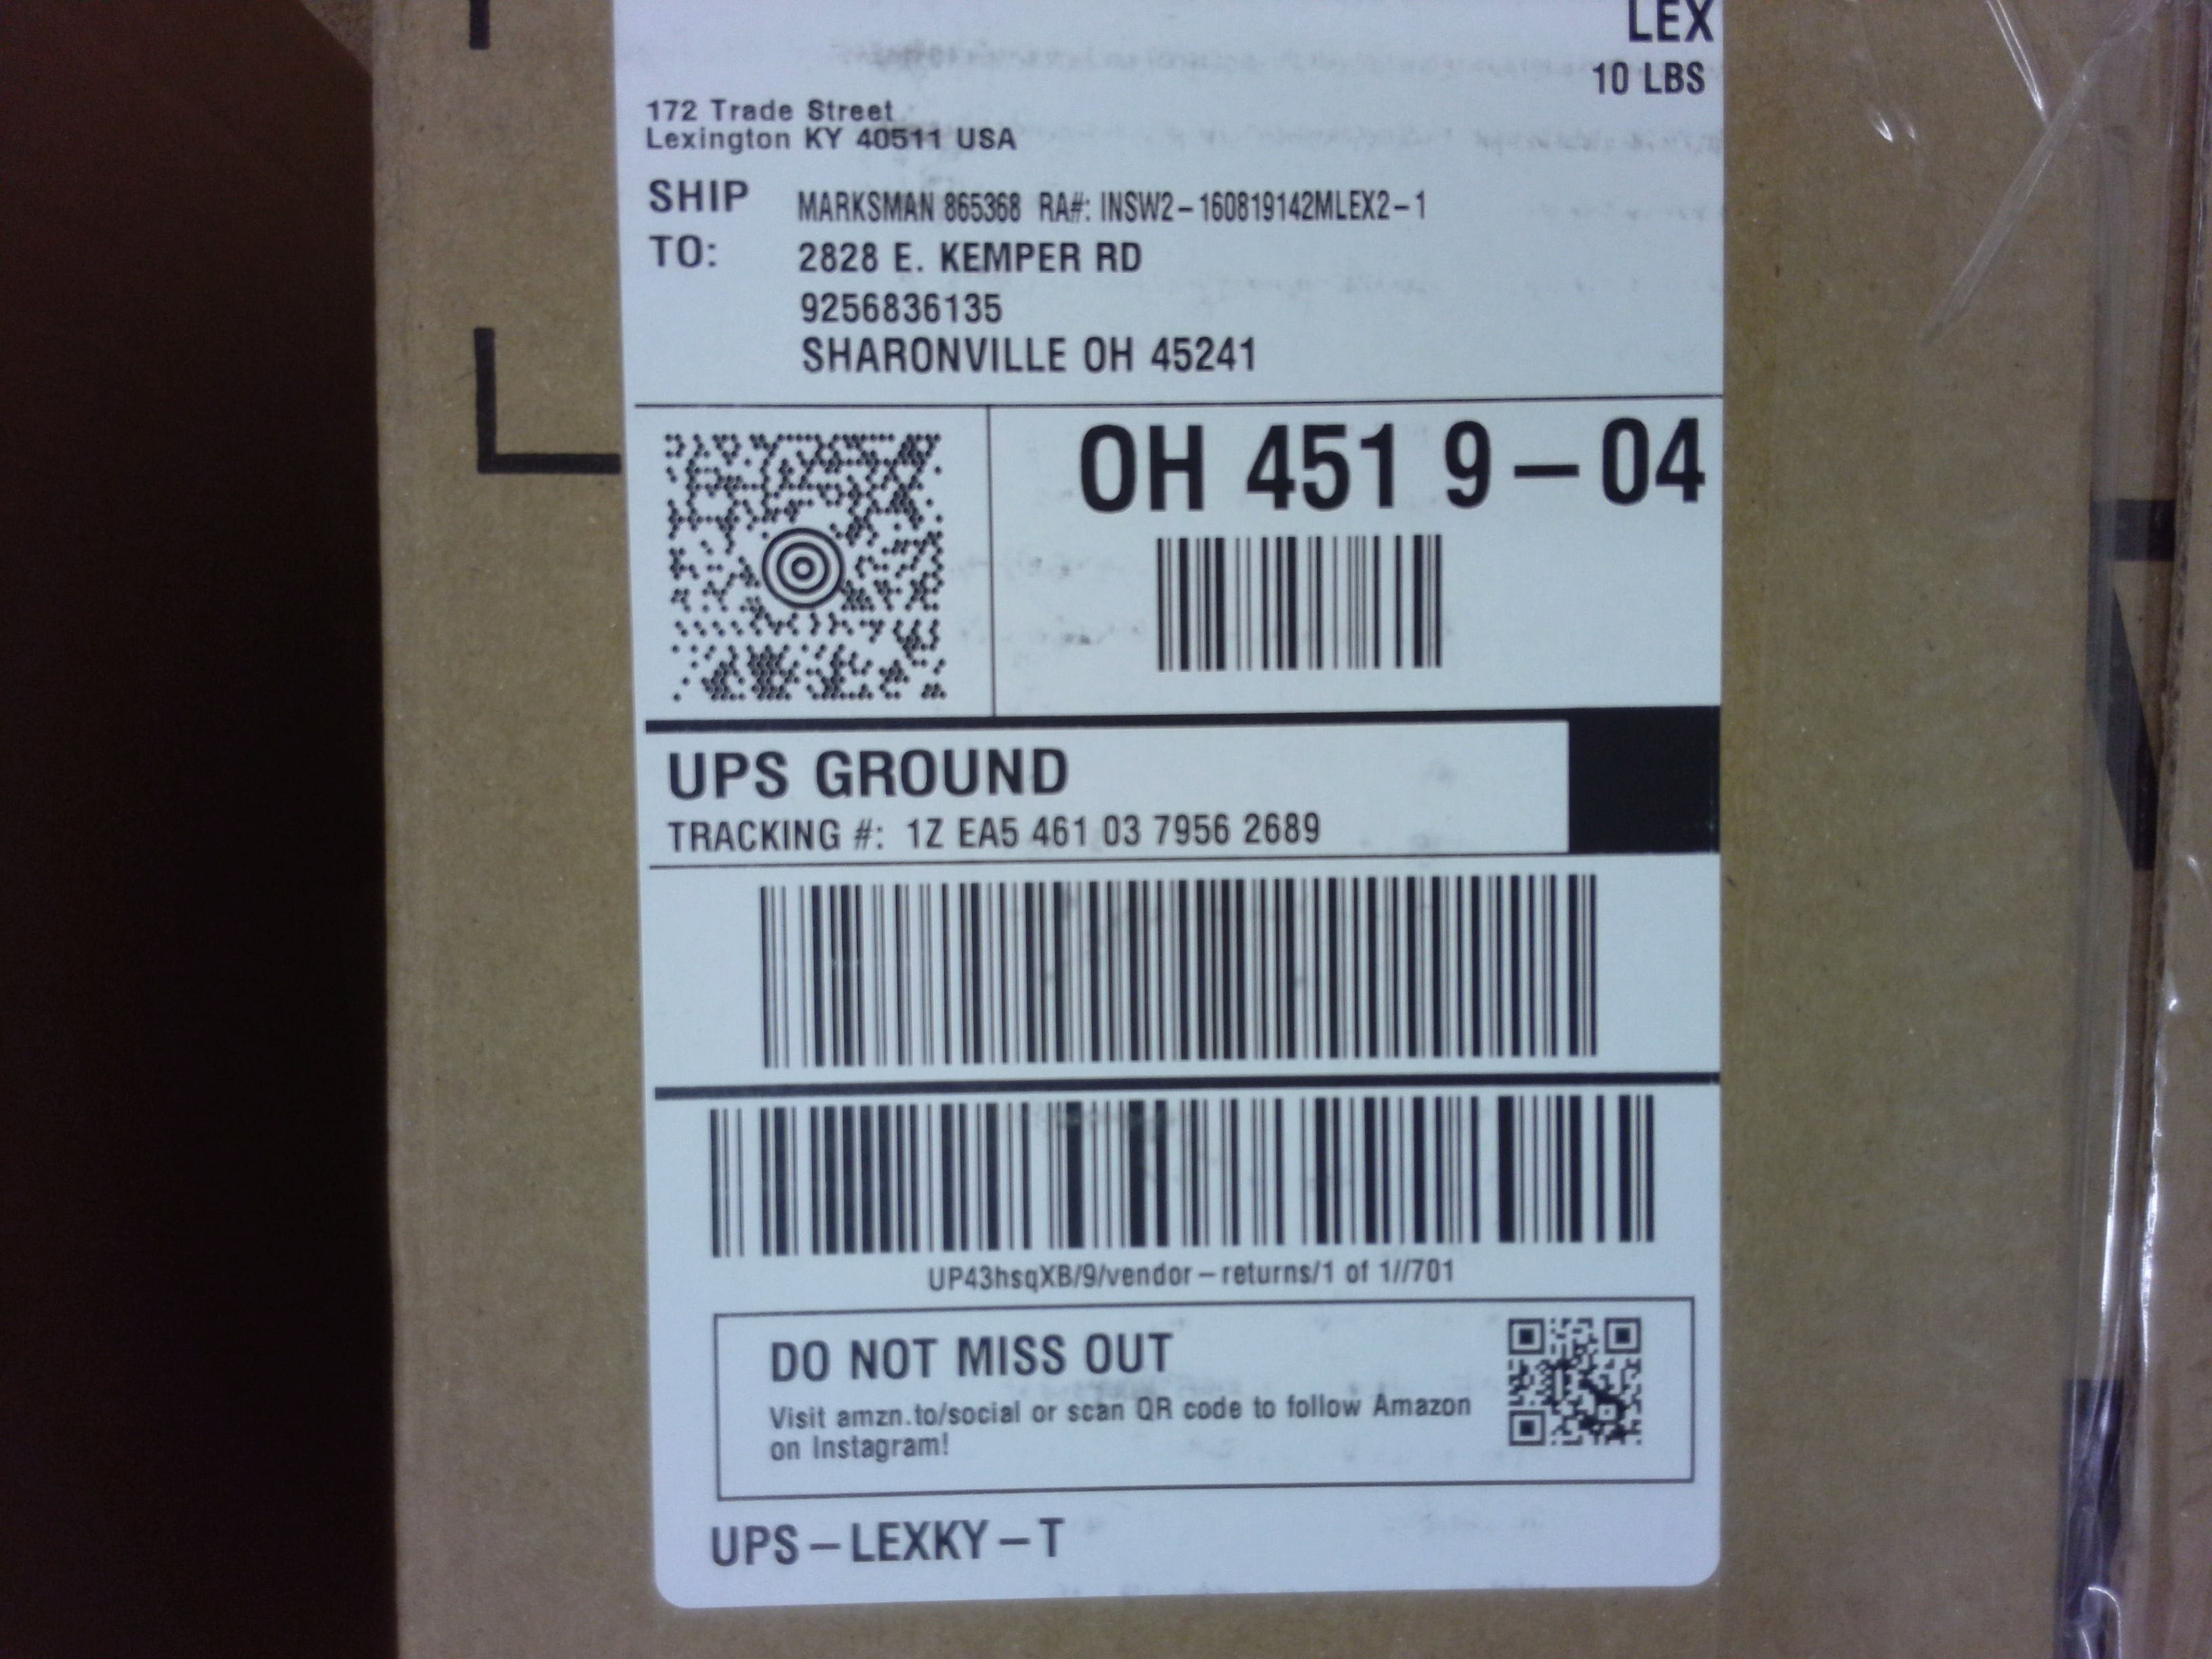 LEX
10 LBS
172 Trade Street
Lexington KY 40511 USA
SHIP TO:
MARKSMAN 865368 RA#: INSW2-160819142MLEX2-1
2828 E. KEMPER RD
9256836135
SHARONVILLE OH 45241
OH 451 9-04
UPS GROUND
TRACKING #: 1Z EA5 461 03 7956 2689
UP43hsqXB/9/vendor-returns/1 of 1//701
DO NOT MISS OUT
Visit amzn.to/social or scan QR code to follow Amazon
on Instagram!
UPS-LEXKY-T